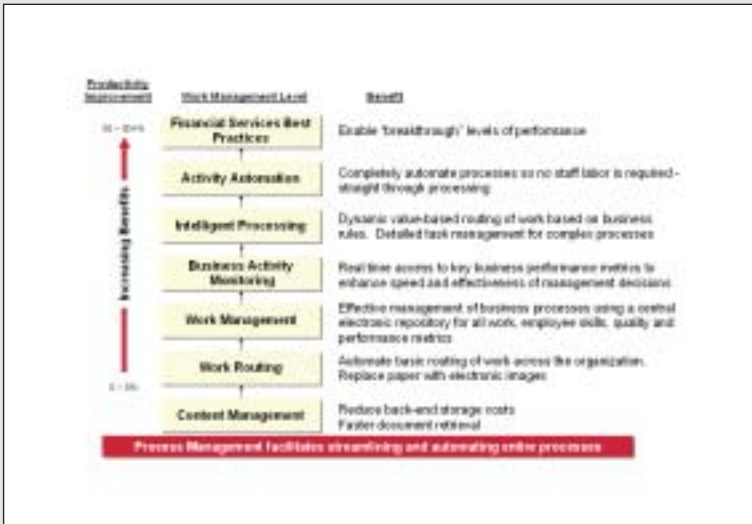 Productivity
Improvement
Work Management Level
Benefit
Financial Services Best
Practices
Enable "breakthrough" levels of performance
Activity Automation
Completely automate processes so no staff labor is required -
straight through processing
Intelligent Processing
Dynamic value-based routing of work based on business
rules. Detailed task management for complex processes
Business Activity
Monitoring
Real time access to key business performance metrics to
enhance speed and effectiveness of management decisions
Work Management
Effective management of business processes using a central
electronic repository for all work, employee skills, quality and
performance metrics
Work Routing
Automate basic routing of work across the organization.
Replace paper with electronic images
Content Management
Reduce back-end storage costs
Faster document retrieval
Increasing Benefits
Process Management facilitates streamlining and automating entire processes